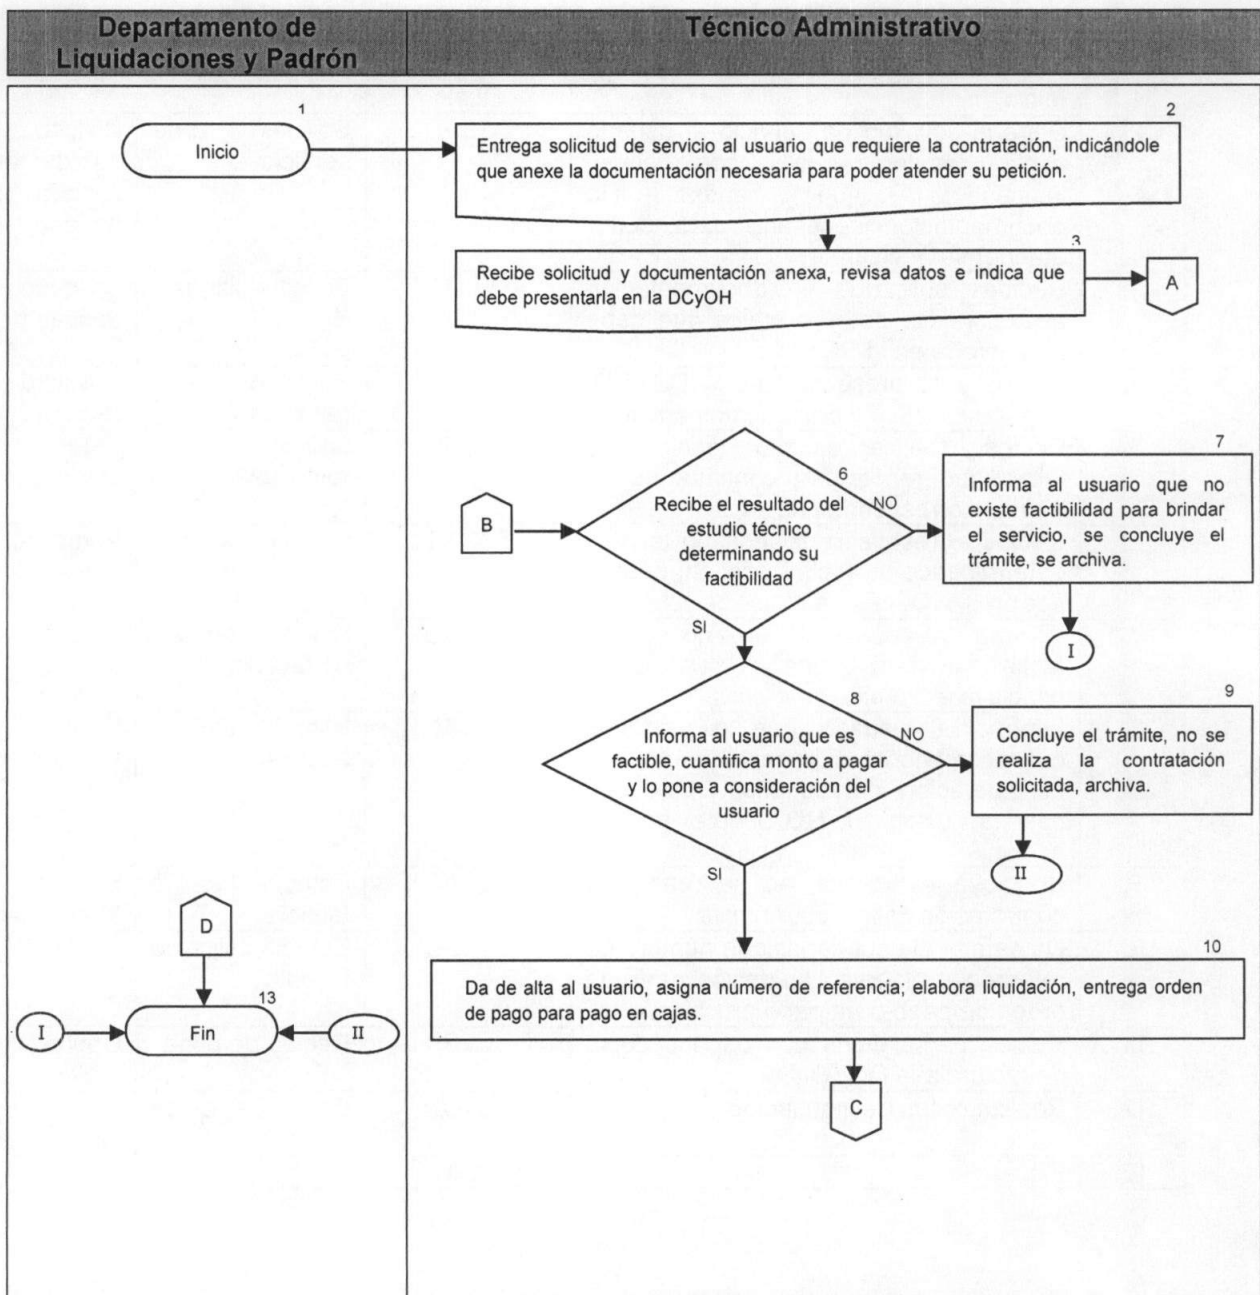 Departamento de
Liquidaciones y Padrón
Técnico Administrativo
1
Inicio
2
Entrega solicitud de servicio al usuario que requiere la contratación, indicándole
que anexe la documentación necesaria para poder atender su petición.
3
Recibe solicitud y documentación anexa, revisa datos e indica que
debe presentarla en la DCyOH
A
B
6
Recibe el resultado del
estudio técnico
determinando su
factibilidad
NO
SI
7
Informa al usuario que no
existe factibilidad para brindar
el servicio, se concluye el
trámite, se archiva.
I
8
Informa al usuario que es
factible, cuantifica monto a pagar
y lo pone a consideración del
usuario
NO
SI
9
Concluye el trámite, no se
realiza la contratación
solicitada, archiva.
II
D
13
I
Fin
II
10
Da de alta al usuario, asigna número de referencia; elabora liquidación, entrega orden
de pago para pago en cajas.
C